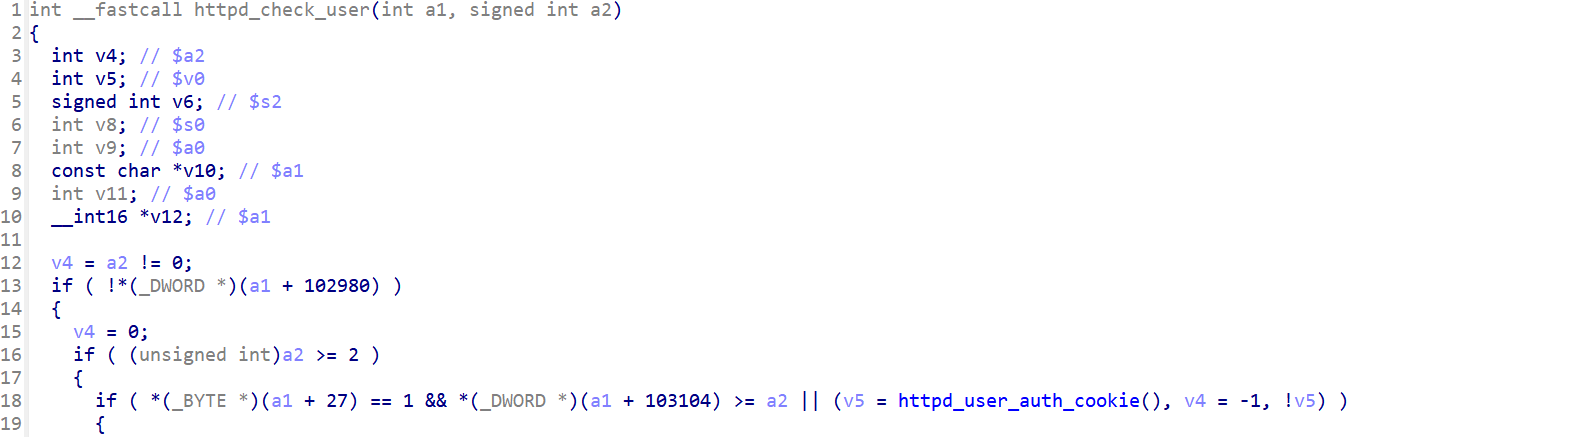 1 int __fastcall httpd_check_user(int a1, signed int a2)
2 {
3   int v4; // $a2
4   int v5; // $v0
5   signed int v6; // $s2
6   int v8; // $s0
7   int v9; // $a0
8   const char *v10; // $a1
9   int v11; // $a0
10   __int16 *v12; // $a1
11
12   v4 = a2 != 0;
13   if ( !*(_DWORD *)(a1 + 102980) )
14   {
15     v4 = 0;
16     if ( (unsigned int)a2 >= 2 )
17     {
18       if ( *(_BYTE *)(a1 + 27) == 1 && *(_DWORD *)(a1 + 103104) >= a2 || (v5 = httpd_user_auth_cookie(), v4 = -1, !v5) )
19       {